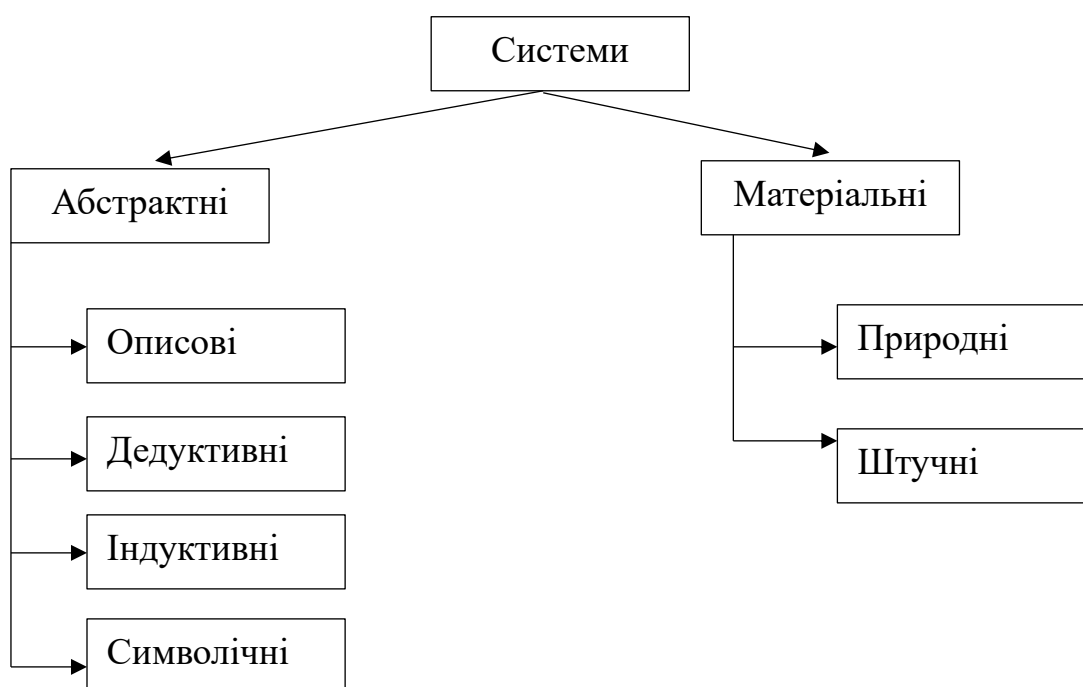 Системи
Абстрактні
Матеріальні
Описові
Дедуктивні
Індуктивні
Символічні
Природні
Штучні